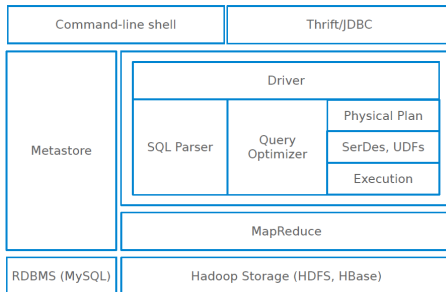 Command-line shell
Thrift/JDBC
Driver
Metastore
SQL Parser
Query
Optimizer
Physical Plan
SerDes, UDFs
Execution
MapReduce
RDBMS (MySQL)
Hadoop Storage (HDFS, HBase)